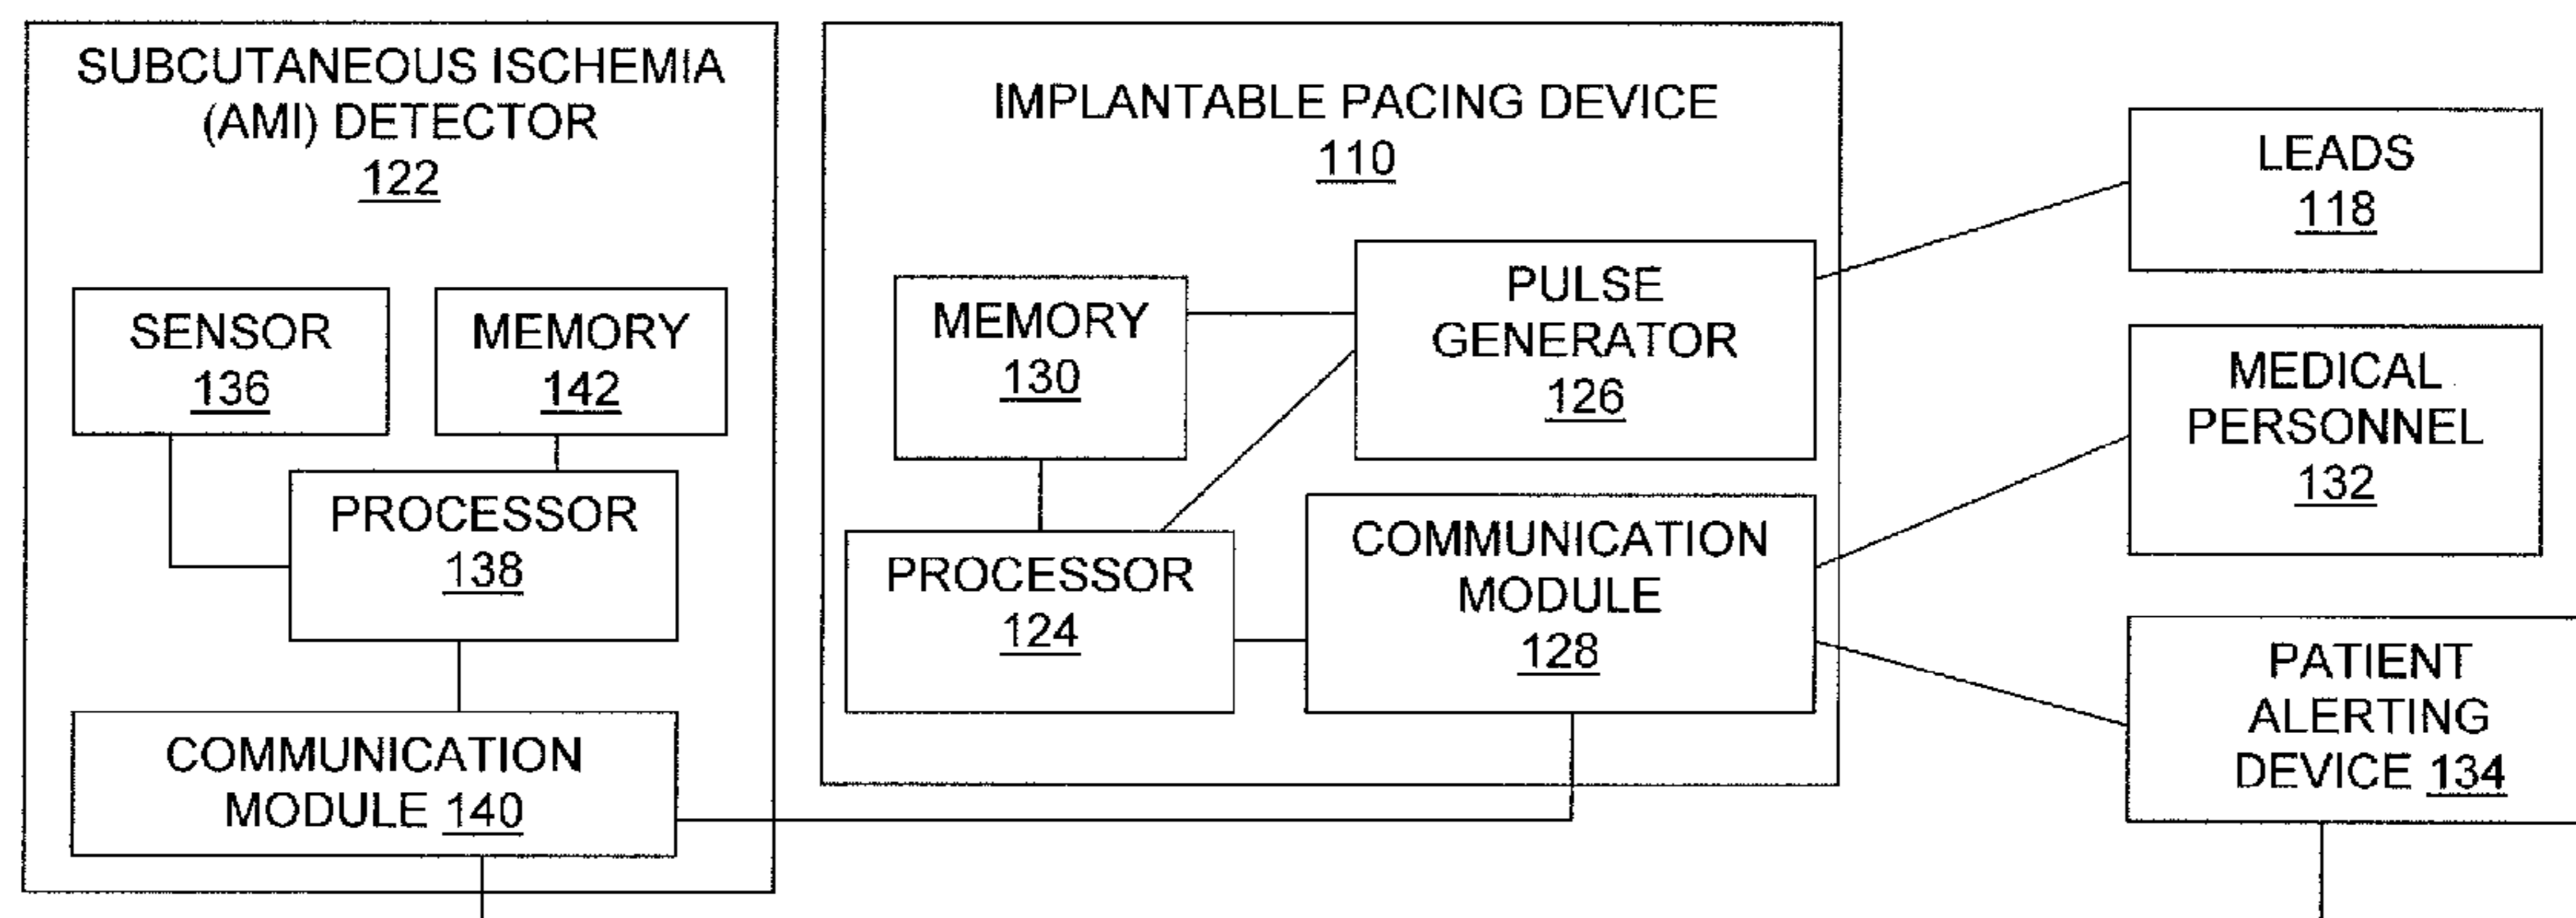 SUBCUTANEOUS ISCHEMIA
(AMI) DETECTOR
122
SENSOR
136
MEMORY
142
PROCESSOR
138
COMMUNICATION
MODULE 140
IMPLANTABLE PACING DEVICE
110
MEMORY
130
PULSE
GENERATOR
126
PROCESSOR
124
COMMUNICATION
MODULE
128
LEADS
118
MEDICAL
PERSONNEL
132
PATIENT
ALERTING
DEVICE 134